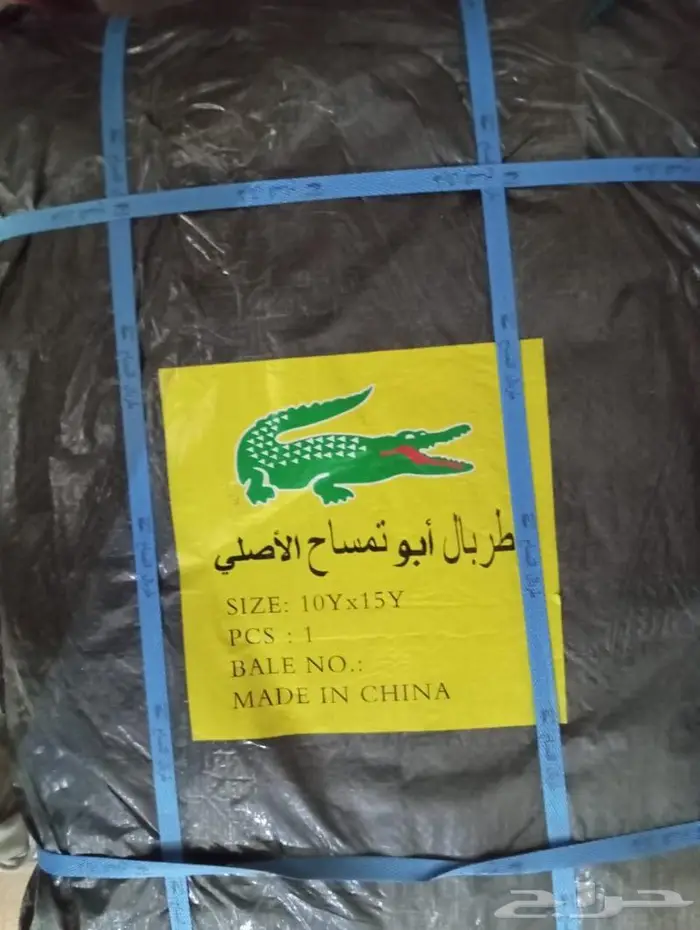 طربال أبو تمساح الأصلي
SIZE: 10Yx15Y
PCS : 1
BALE NO.:
MADE IN CHINA
حراج